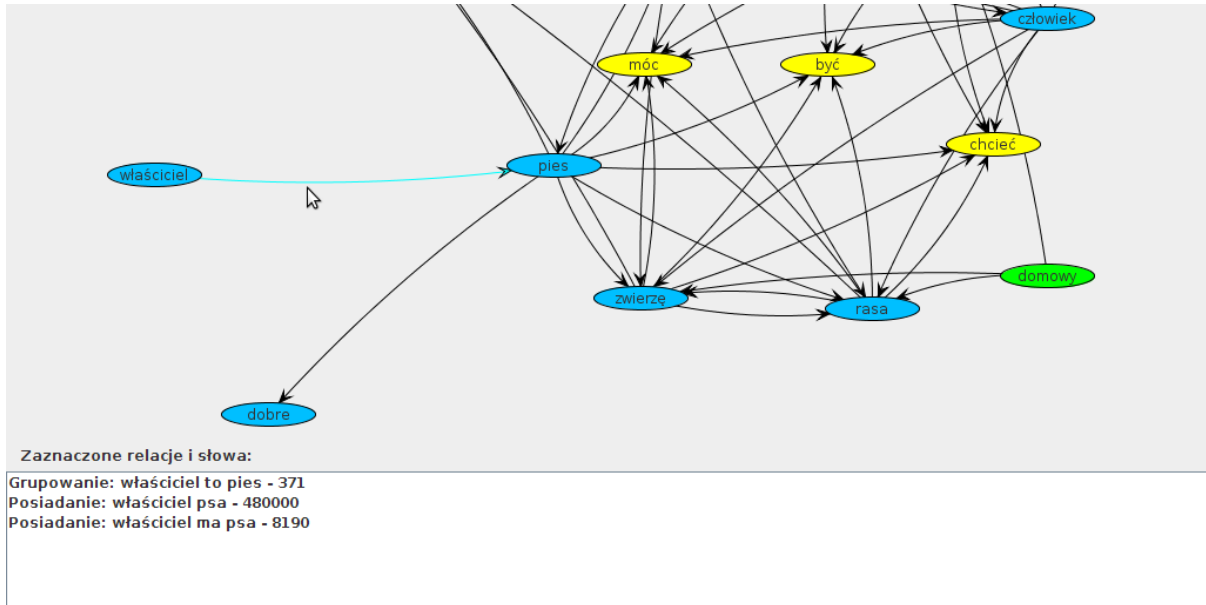 człowiek
móc
być
chcieć
pies
właściciel
domowy
zwierzę
rasa
dobre
Zaznaczone relacje i słowa:
Grupowanie: właściciel to pies - 371
Posiadanie: właściciel psa - 480000
Posiadanie: właściciel ma psa - 8190